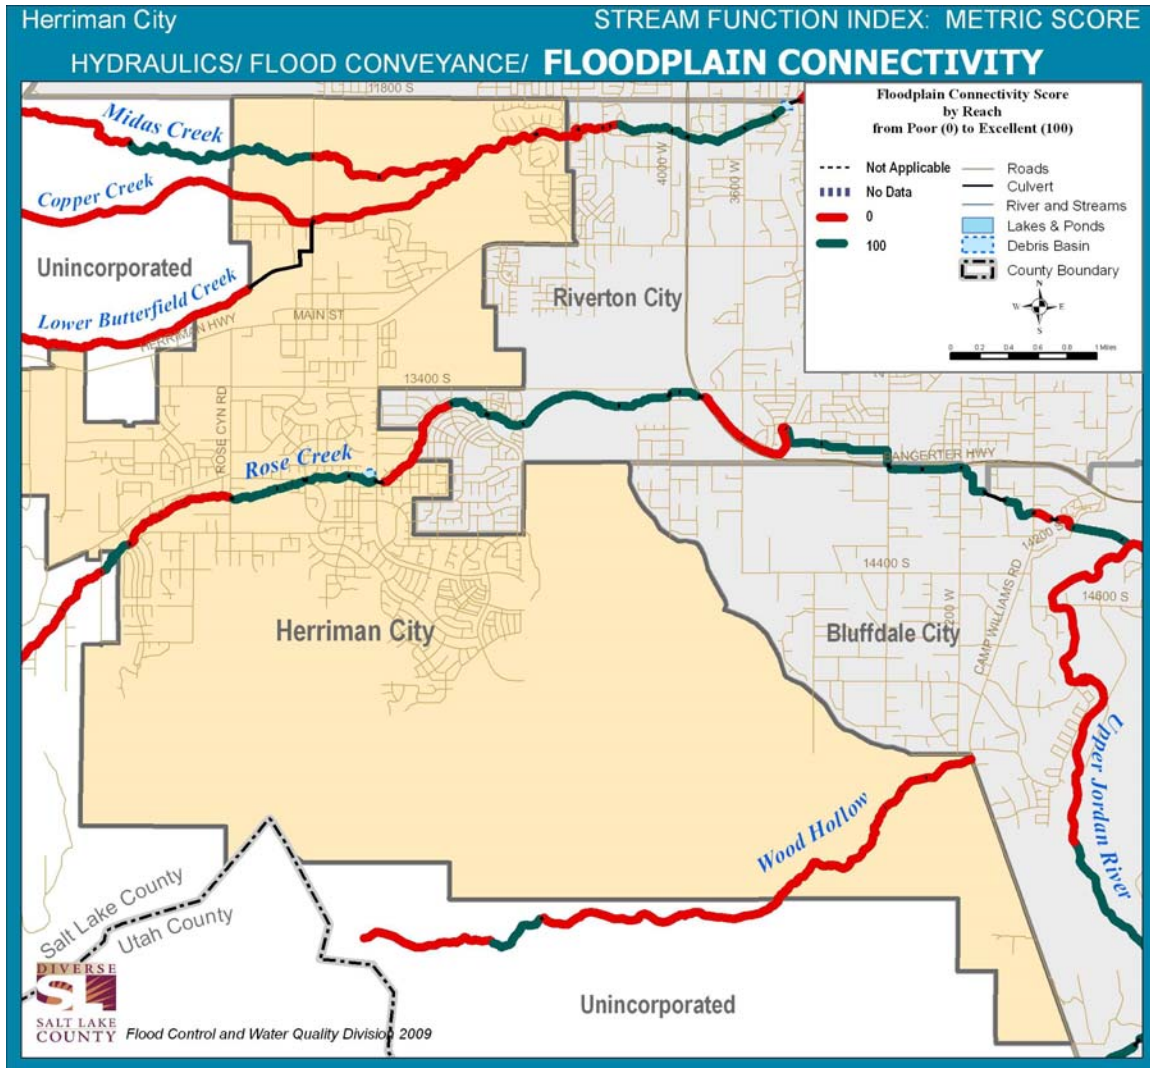 Herriman City
STREAM FUNCTION INDEX: METRIC SCORE
HYDRAULICS/ FLOOD CONVEYANCE/ FLOODPLAIN CONNECTIVITY
11800 S
Midas Creek
Copper Creek
Unincorporated
Lower Butterfield Creek
HERRIMAN HWY
MAIN ST
4000 W
3600 W
Riverton City
Floodplain Connectivity Score
by Reach
from Poor (0) to Excellent (100)
Not Applicable
No Data
0
100
Roads
Culvert
River and Streams
Lakes & Ponds
Debris Basin
County Boundary
N
W E
S
0 0.2 0.4 0.6 0.8 1 Miles
13400 S
ROSE CYN RD
Rose Creek
BANGERTER HWY
14200 S
14400 S
14600 S
CAMP WILLIAMS RD
Herriman City
Bluffdale City
Upper Jordan River
Wood Hollow
Salt Lake County
Utah County
Unincorporated
DIVERSE
SL
SALT LAKE
COUNTY
Flood Control and Water Quality Division 2009